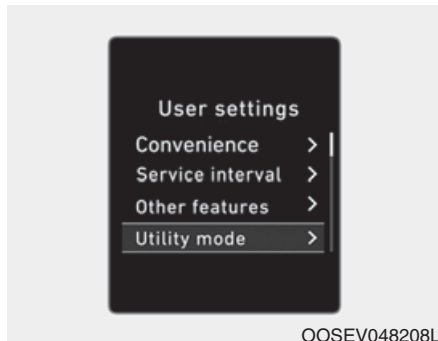 User settings
Convenience >
Service interval >
Other features >
Utility mode >
OOSEV048208L